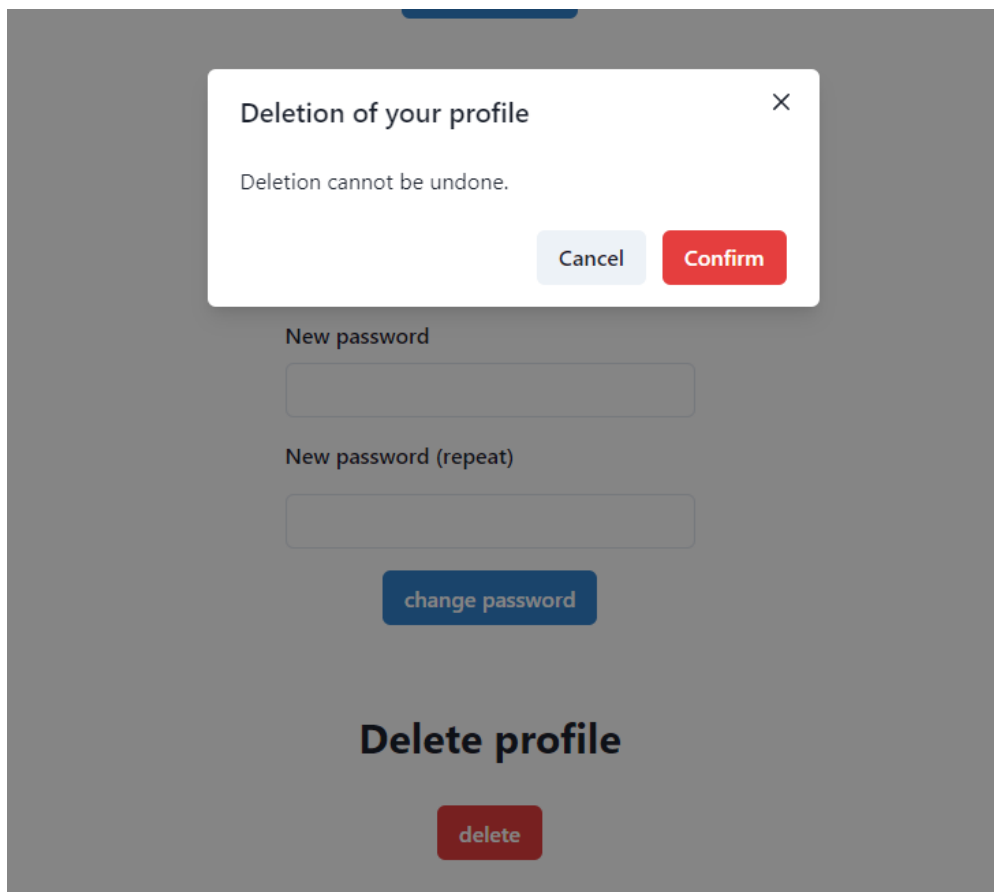 Deletion of your profile
Deletion cannot be undone.
Cancel Confirm
New password
New password (repeat)
change password
Delete profile
delete